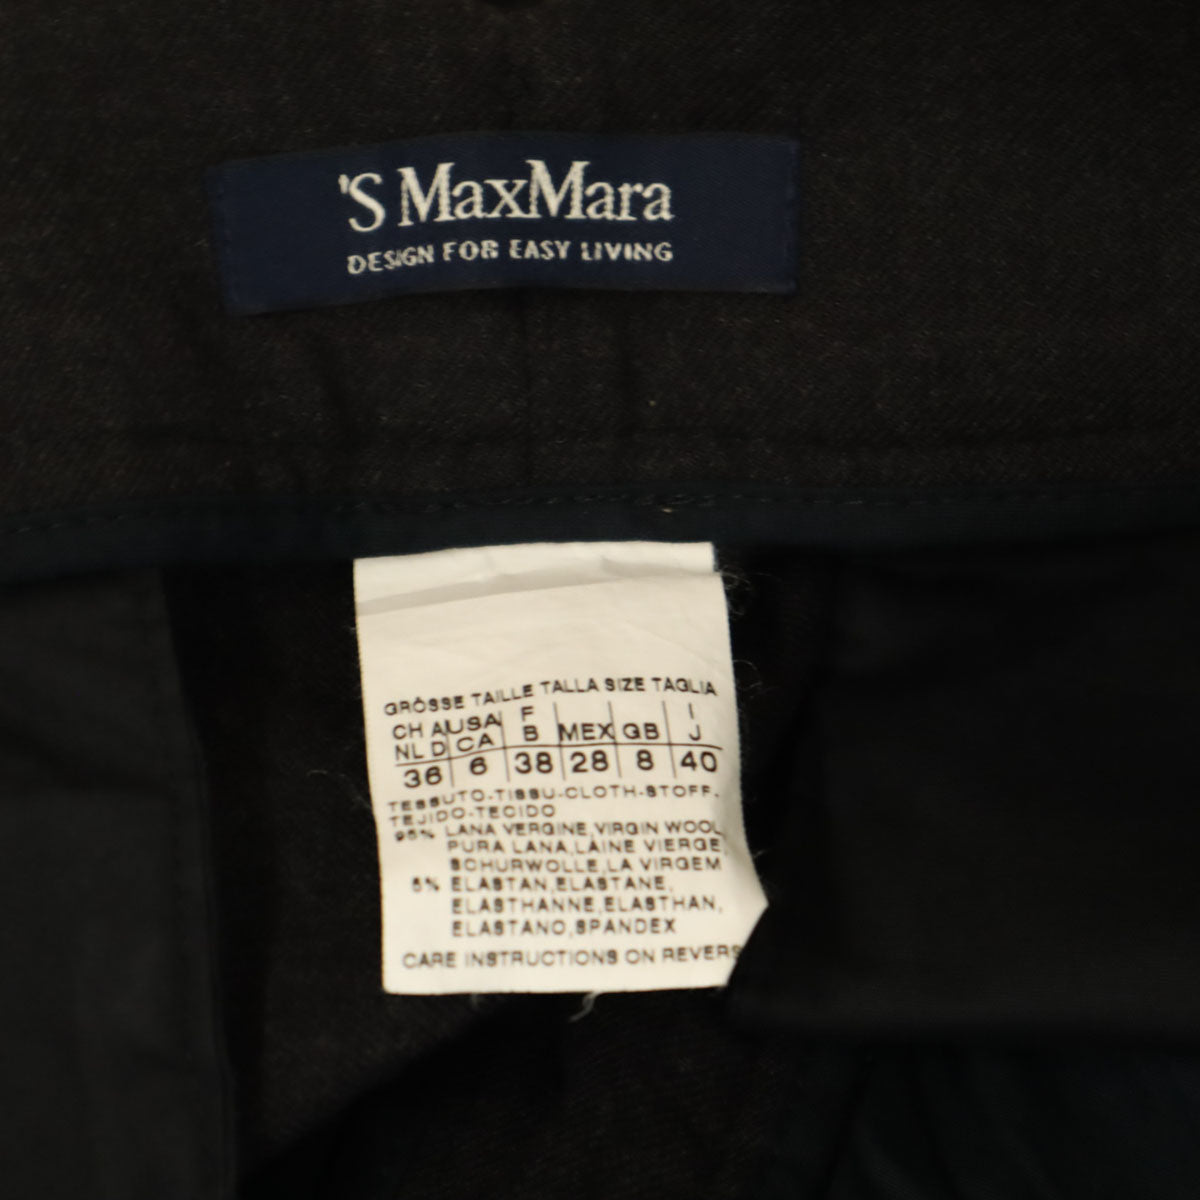 'S MaxMara
DESIGN FOR EASY LIVING
GRÖSSE TAILLE TALLA SIZE TAGLIA
CH A USA F MEX GB I
NL D CA B J
36 6 38 28 8 40
TESSUTO-TISSU-CLOTH-STOFF.
TEJIDO-TECIDO
95% LANA VERGINE,VIRGIN WOOL,
PURA LANA,LAINE VIERGE
SCHURWOLLE,LA VIRGEM
5% ELASTAN,ELASTANE,
ELASTHANNE,ELASTHAN,
ELASTANO,SPANDEX
CARE INSTRUCTIONS ON REVERS